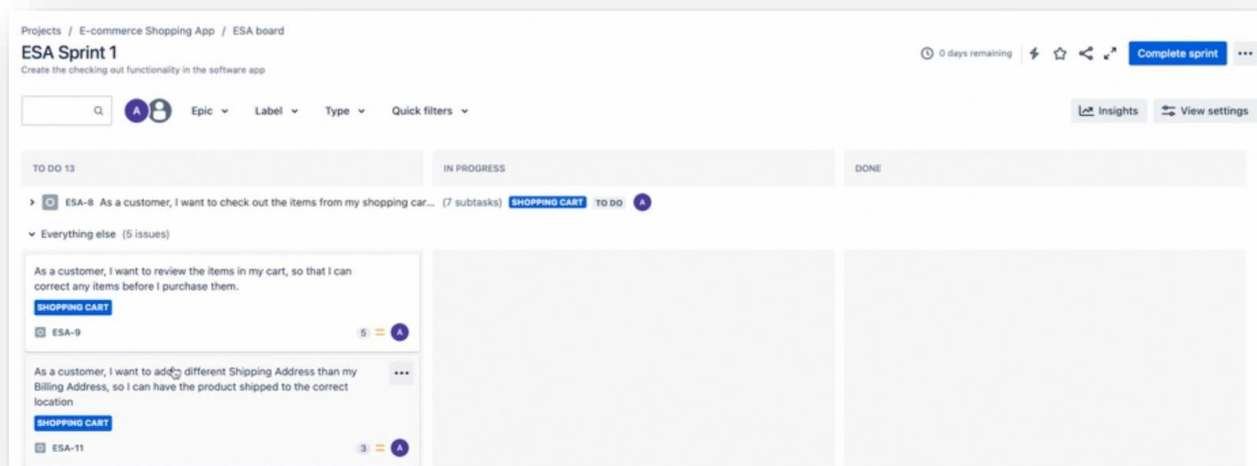 Projects / E-commerce Shopping App / ESA board
ESA Sprint 1
Create the checking out functionality in the software app
0 days remaining
Complete sprint
A
Epic
Label
Type
Quick filters
Insights
View settings
TO DO 13
IN PROGRESS
DONE
ESA-8 As a customer, I want to check out the items from my shopping car... (7 subtasks) SHOPPING CART TO DO A
Everything else (5 issues)
As a customer, I want to review the items in my cart, so that I can
correct any items before I purchase them.
SHOPPING CART
ESA-9 5 A
As a customer, I want to add different Shipping Address than my
Billing Address, so I can have the product shipped to the correct
location
SHOPPING CART
ESA-11 3 A